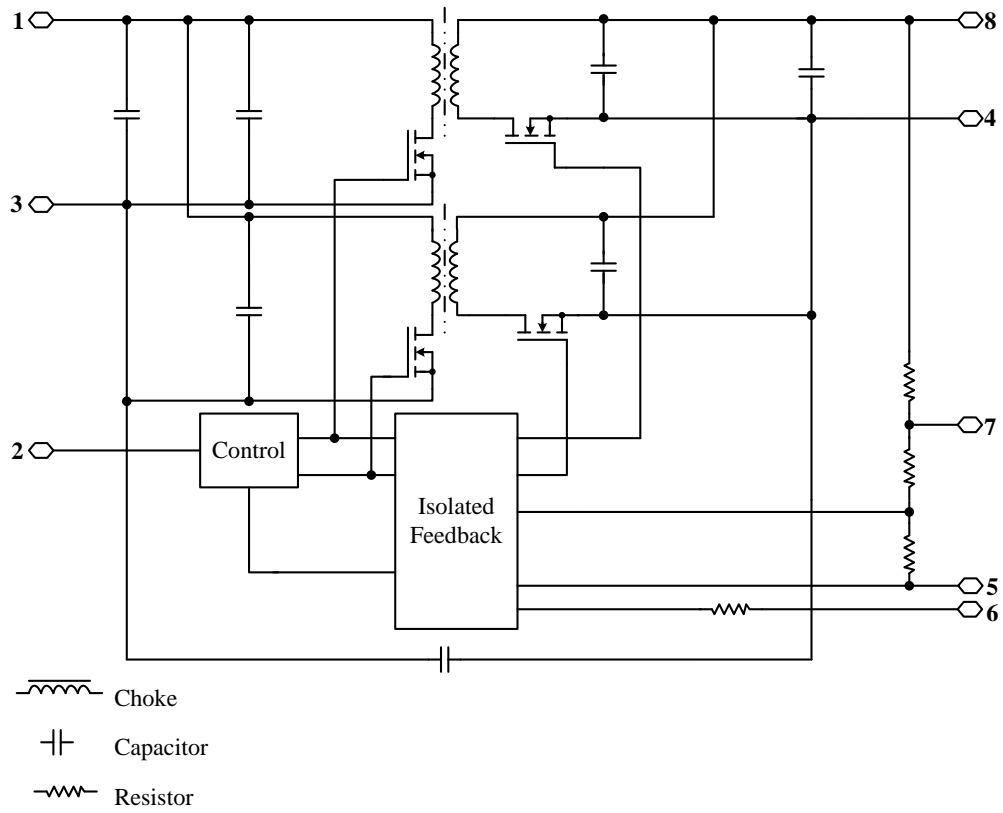 1
8
4
3
7
2
Control
Isolated
Feedback
5
6
Choke
Capacitor
Resistor